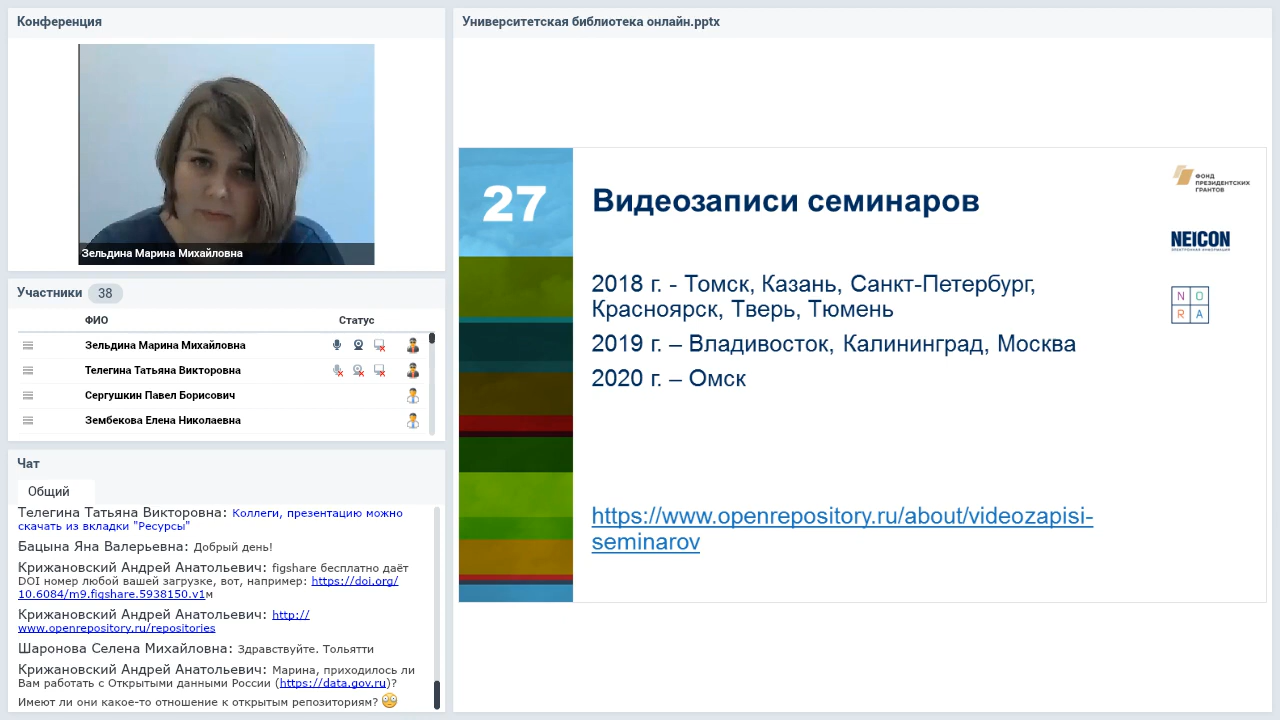 Конференция
Зельдина Марина Михайловна
Участники 38
ФИО Статус
Зельдина Марина Михайловна
Телегина Татьяна Викторовна
Сергушкин Павел Борисович
Зембекова Елена Николаевна
Чат
Общий
Телегина Татьяна Викторовна: Коллеги, презентацию можно
скачать из вкладки "Ресурсы"
Бацына Яна Валерьевна: Добрый день!
Крижановский Андрей Анатольевич: figshare бесплатно даёт
DOI номер любой вашей загрузке, вот, например: https://doi.org/
10.6084/m9.figshare.5938150.v1м
Крижановский Андрей Анатольевич: http://
www.openrepository.ru/repositories
Шаронова Селена Михайловна: Здравствуйте. Тольятти
Крижановский Андрей Анатольевич: Марина, приходилось ли
Вам работать с Открытыми данными России (https://data.gov.ru)?
Имеют ли они какое-то отношение к открытым репозиториям?
Университетская библиотека онлайн.pptx
27
Видеозаписи семинаров
2018 г. - Томск, Казань, Санкт-Петербург,
Красноярск, Тверь, Тюмень
2019 г. – Владивосток, Калининград, Москва
2020 г. – Омск
https://www.openrepository.ru/about/videozapisi-
seminarov
ФОНД
ПРЕЗИДЕНТСКИХ
ГРАНТОВ
NEICON
ЭЛЕКТРОННАЯ ИНФОРМАЦИЯ
N O
R A